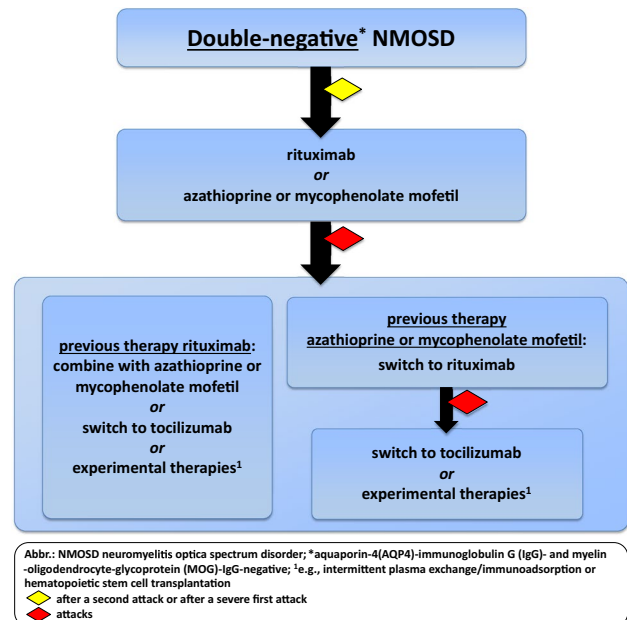 Double-negative* NMOSD
rituximab
or
azathioprine or mycophenolate mofetil
previous therapy rituximab:
combine with azathioprine or
mycophenolate mofetil
or
switch to tocilizumab
or
experimental therapies¹
previous therapy
azathioprine or mycophenolate mofetil:
switch to rituximab
switch to tocilizumab
or
experimental therapies¹
Abbr.: NMOSD neuromyelitis optica spectrum disorder; *aquaporin-4(AQP4)-immunoglobulin G (IgG)- and myelin
-oligodendrocyte-glycoprotein (MOG)-IgG-negative; ¹e.g., intermittent plasma exchange/immunoadsorption or
hematopoietic stem cell transplantation
after a second attack or after a severe first attack
attacks